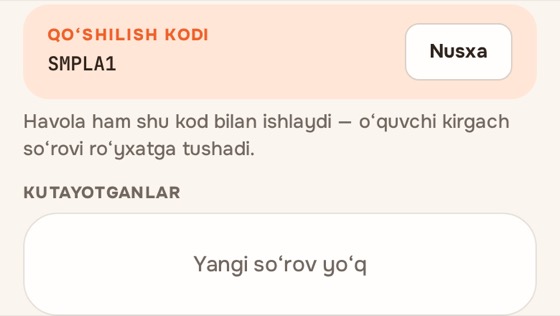 QO‘SHILISH KODI
SMPLA1
Nusxa
Havola ham shu kod bilan ishlaydi — o‘quvchi kirgach
so‘rovi ro‘yxatga tushadi.
KUTAYOTGANLAR
Yangi so‘rov yo‘q